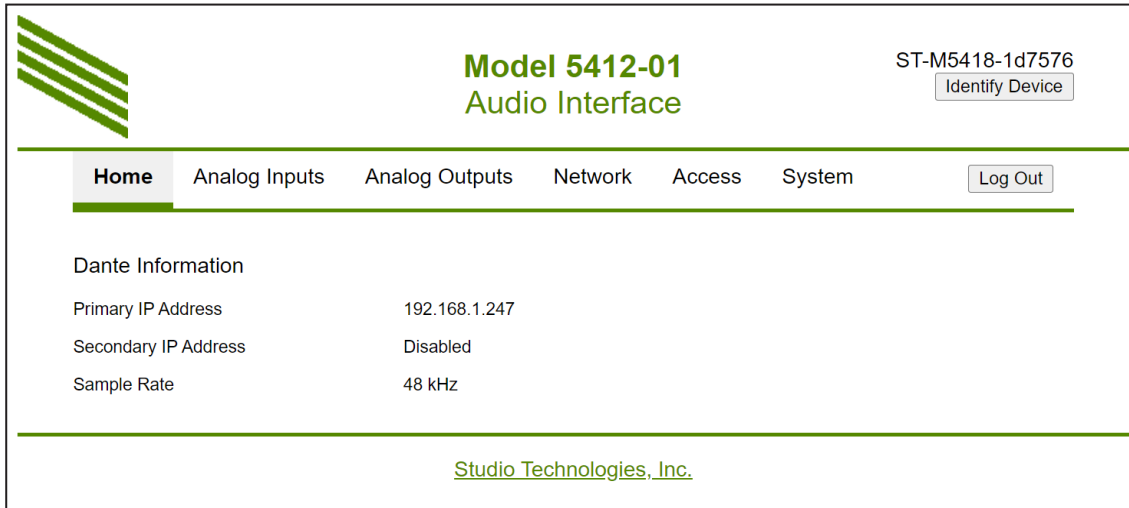 Model 5412-01
Audio Interface
ST-M5418-1d7576
Identify Device
Home Analog Inputs Analog Outputs Network Access System Log Out
Dante Information
Primary IP Address 192.168.1.247
Secondary IP Address Disabled
Sample Rate 48 kHz
Studio Technologies, Inc.